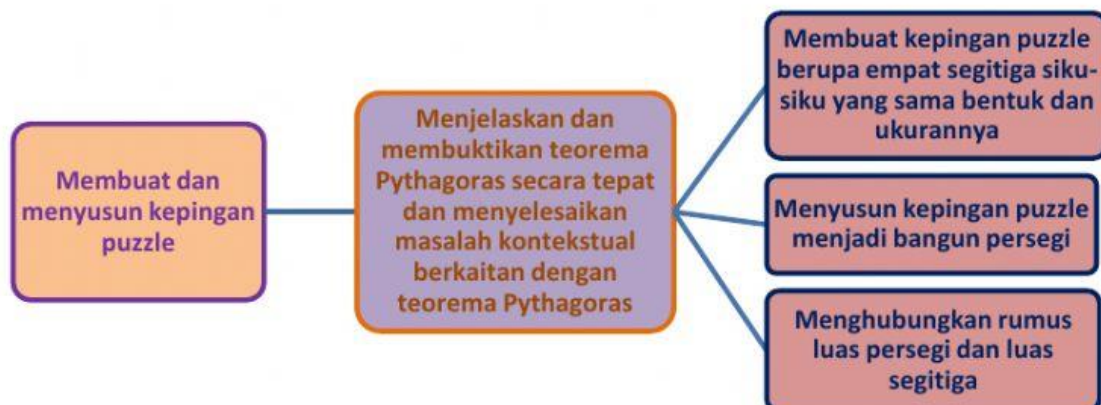 Membuat dan
menyusun kepingan
puzzle
Menjelaskan dan
membuktikan teorema
Pythagoras secara tepat
dan menyelesaikan
masalah kontekstual
berkaitan dengan
teorema Pythagoras
Membuat kepingan puzzle
berupa empat segitiga siku-
siku yang sama bentuk dan
ukurannya
Menyusun kepingan puzzle
menjadi bangun persegi
Menghubungkan rumus
luas persegi dan luas
segitiga